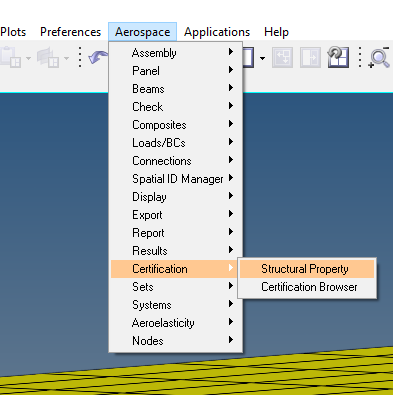 Plots Preferences Aerospace Applications Help
Assembly
Panel
Beams
Check
Composites
Loads/BCs
Connections
Spatial ID Manager
Display
Export
Report
Results
Certification
Structural Property
Sets
Certification Browser
Systems
Aeroelasticity
Nodes